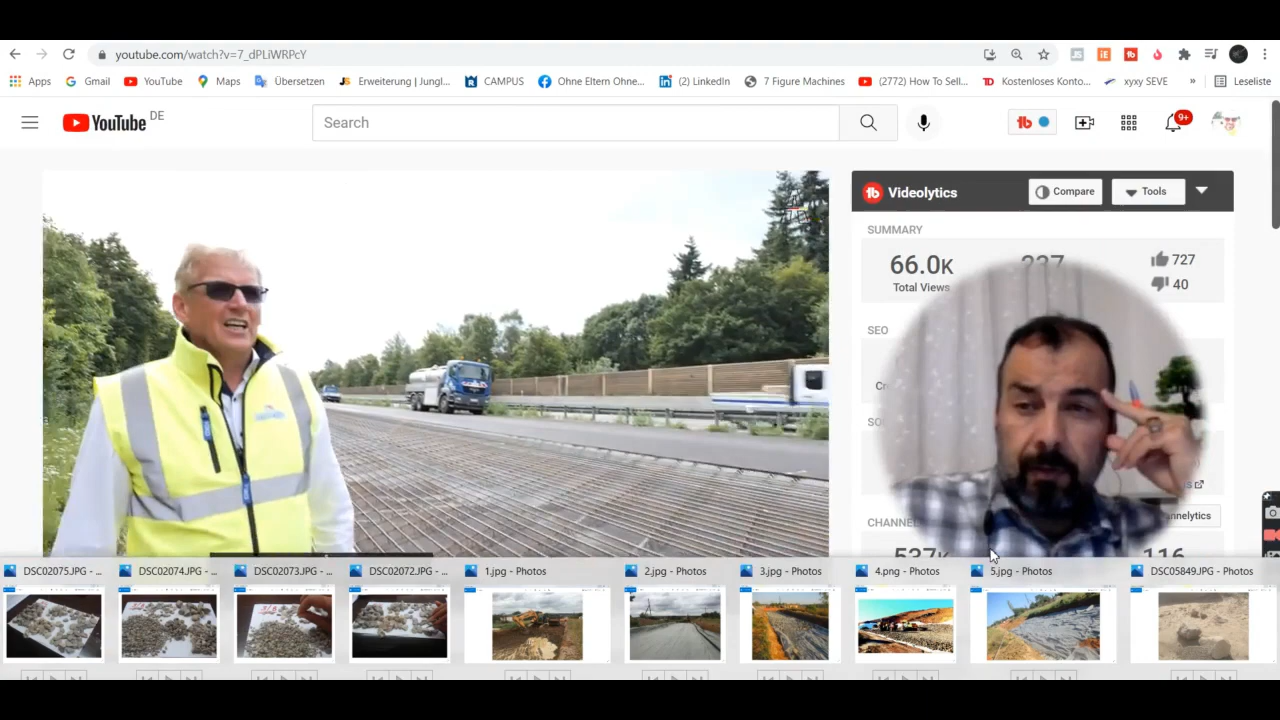 youtube.com/watch?v=7_dPLiWRPcY
Apps Gmail YouTube Maps Übersetzen Erweiterung | Jungl... CAMPUS Ohne Eltern Ohne... (2) LinkedIn 7 Figure Machines (2772) How To Sell... Kostenloses Konto... xyxy SEVE » Leseliste
YouTube DE
Search
9+
Videolytics Compare Tools
SUMMARY
66.0K 237 727
Total Views 40
SEO
CHANNEL
537K 116
DSC02075.JPG - ... DSC02074.JPG - ... DSC02073.JPG - ... DSC02072.JPG - ... 1.jpg - Photos 2.jpg - Photos 3.jpg - Photos 4.png - Photos 5.jpg - Photos DSC05849.JPG - Photos